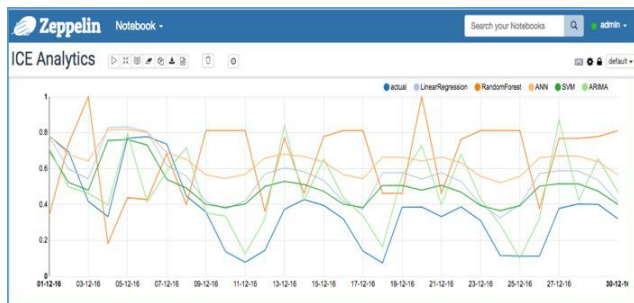 Zeppelin Notebook Search your Notebooks admin
ICE Analytics default
actual LinearRegression RandomForest ANN SVM ARIMA
1
0.8
0.6
0.4
0.2
0
01-12-16 03-12-16 05-12-16 07-12-16 09-12-16 11-12-16 13-12-16 15-12-16 17-12-16 19-12-16 21-12-16 23-12-16 25-12-16 27-12-16 30-12-16